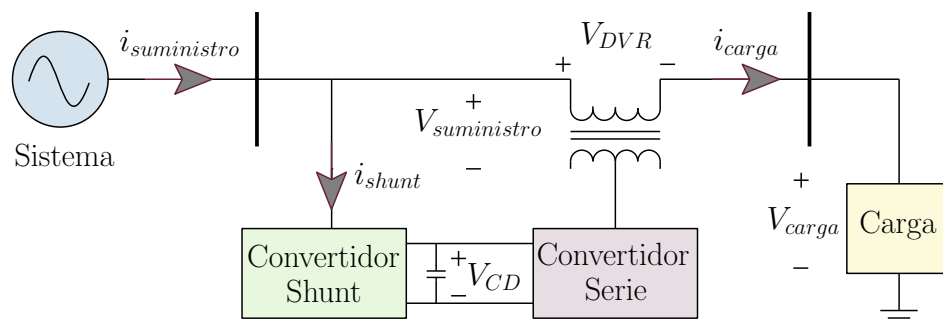 i_suministro
V_DVR
i_carga
+ −
+
V_suministro
−
Sistema
i_shunt
+
V_carga
−
Carga
Convertidor
Shunt
+
V_CD
−
Convertidor
Serie